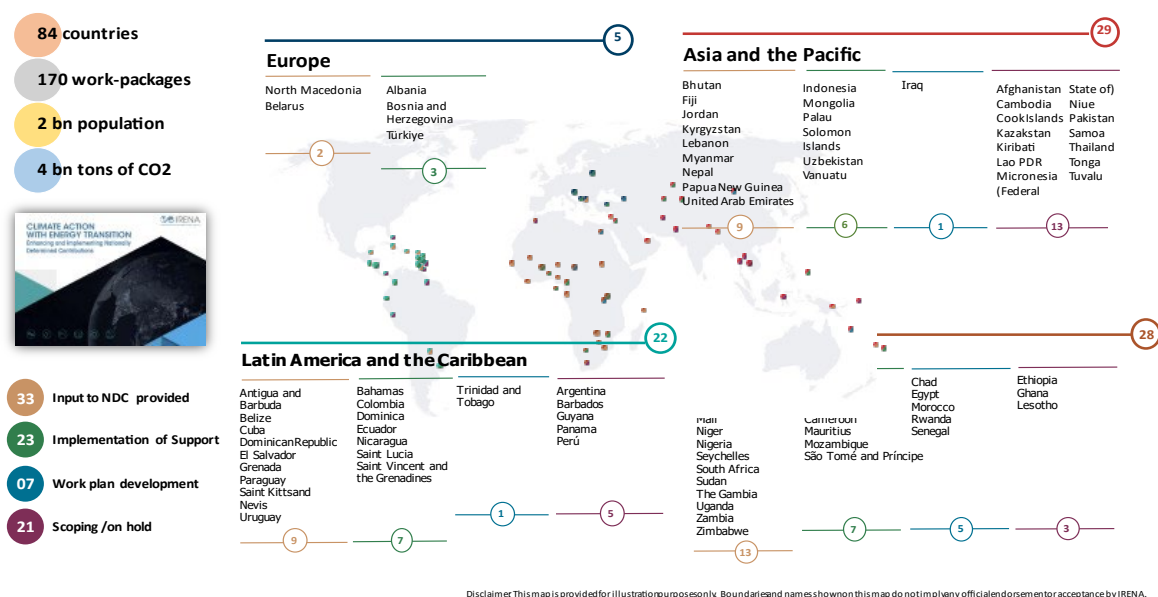 84 countries
170 work-packages
2 bn population
4 bn tons of CO2
IRENA
CLIMATE ACTION
WITH ENERGY TRANSITION
Enhancing and Implementing Nationally
Determined Contributions
33 Input to NDC provided
23 Implementation of Support
07 Work plan development
21 Scoping /on hold
5
Europe
North Macedonia
Belarus
2
Albania
Bosnia and
Herzegovina
Türkiye
3
29
Asia and the Pacific
Bhutan
Fiji
Jordan
Kyrgyzstan
Lebanon
Myanmar
Nepal
Papua New Guinea
United Arab Emirates
9
Indonesia
Mongolia
Palau
Solomon
Islands
Uzbekistan
Vanuatu
6
Iraq
1
Afghanistan
Cambodia
Cook Islands
Kazakstan
Kiribati
Lao PDR
Micronesia
(Federal
State of)
Niue
Pakistan
Samoa
Thailand
Tonga
Tuvalu
13
22
Latin America and the Caribbean
Antigua and
Barbuda
Belize
Cuba
Dominican Republic
El Salvador
Grenada
Paraguay
Saint Kitts and
Nevis
Uruguay
9
Bahamas
Colombia
Dominica
Ecuador
Nicaragua
Saint Lucia
Saint Vincent and
the Grenadines
7
Trinidad and
Tobago
1
Argentina
Barbados
Guyana
Panama
Perú
5
28
Mali
Niger
Nigeria
Seychelles
South Africa
Sudan
The Gambia
Uganda
Zambia
Zimbabwe
13
Cameroon
Mauritius
Mozambique
São Tomé and Príncipe
7
Chad
Egypt
Morocco
Rwanda
Senegal
5
Ethiopia
Ghana
Lesotho
3
Disclaimer: This map is provided for illustration purposes only. Boundaries and names shown on this map do not imply any official endorsement or acceptance by IRENA.